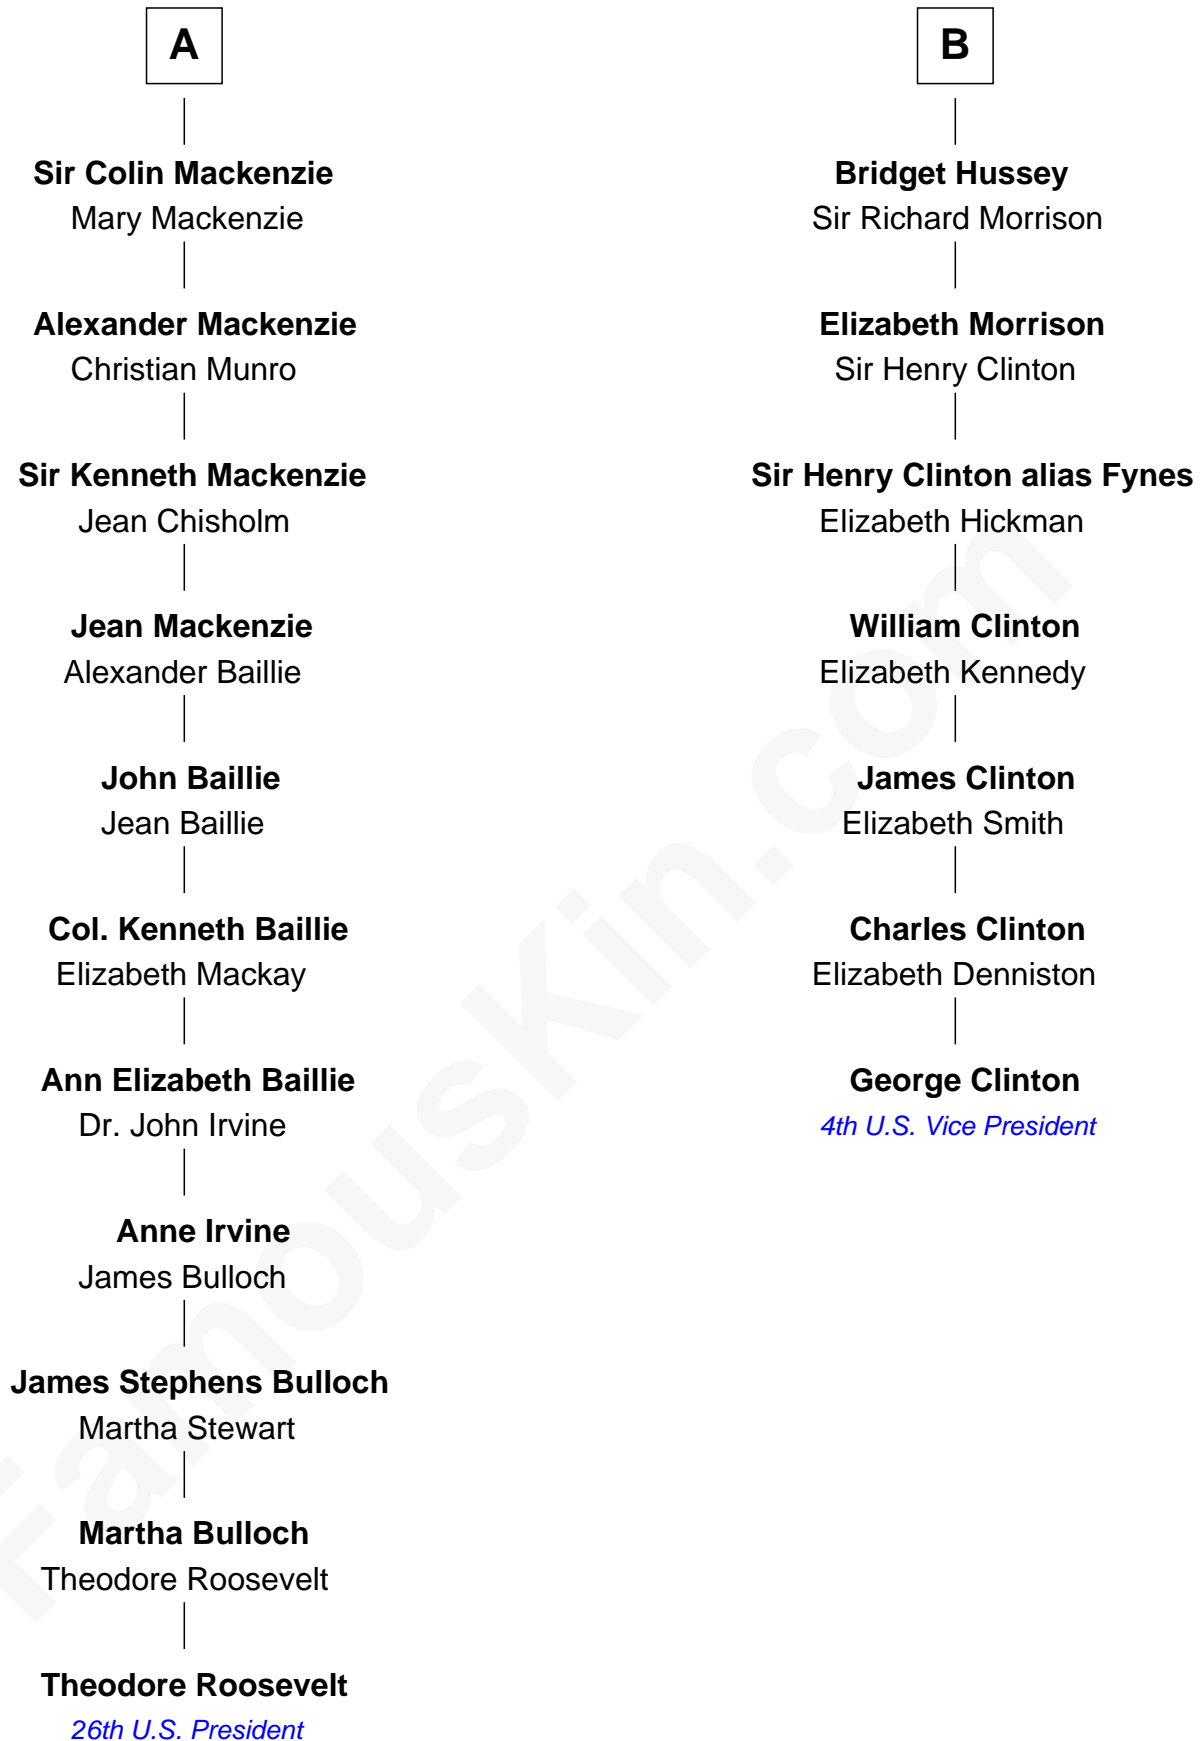 A
Sir Colin Mackenzie
Mary Mackenzie
Alexander Mackenzie
Christian Munro
Sir Kenneth Mackenzie
Jean Chisholm
Jean Mackenzie
Alexander Baillie
John Baillie
Jean Baillie
Col. Kenneth Baillie
Elizabeth Mackay
Ann Elizabeth Baillie
Dr. John Irvine
Anne Irvine
James Bulloch
James Stephens Bulloch
Martha Stewart
Martha Bulloch
Theodore Roosevelt
Theodore Roosevelt
26th U.S. President
B
Bridget Hussey
Sir Richard Morrison
Elizabeth Morrison
Sir Henry Clinton
Sir Henry Clinton alias Fynes
Elizabeth Hickman
William Clinton
Elizabeth Kennedy
James Clinton
Elizabeth Smith
Charles Clinton
Elizabeth Denniston
George Clinton
4th U.S. Vice President
FamousKin.com